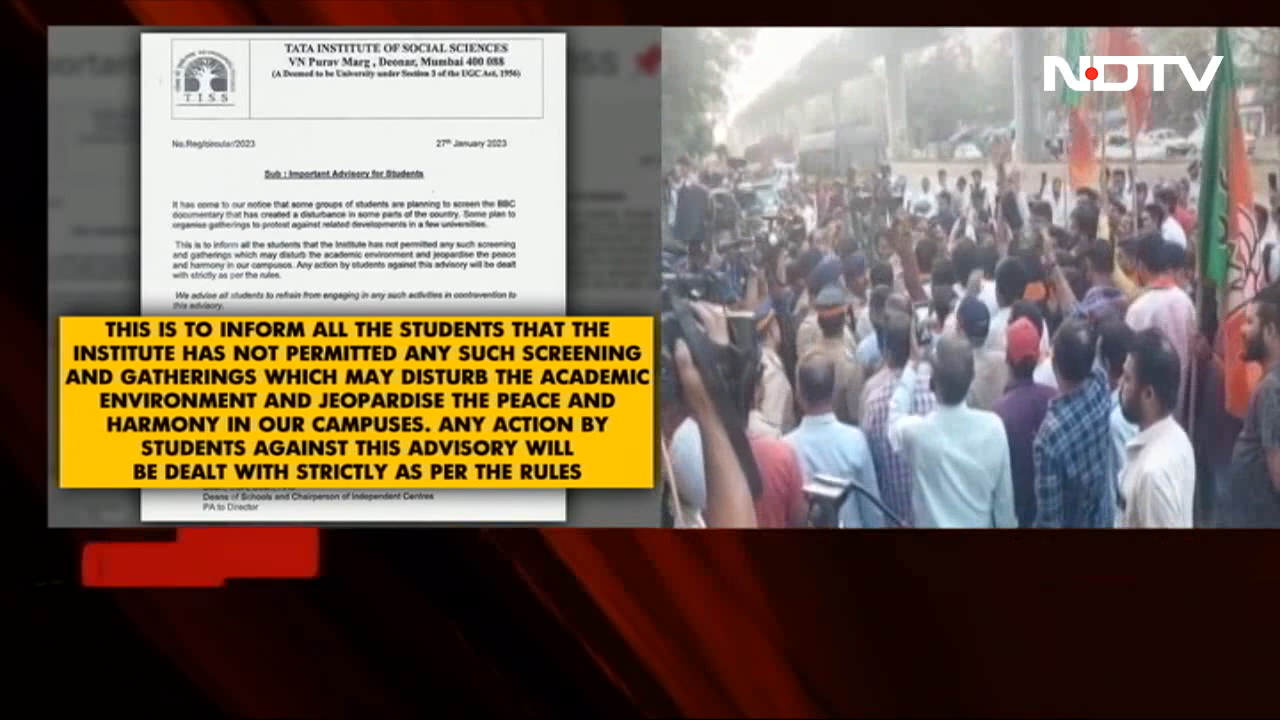 TATA INSTITUTE OF SOCIAL SCIENCES
VN Purav Marg , Deonar, Mumbai 400 088
(A Deemed to be University under Section 3 of the UGC Act, 1956)
T.I.S.S
No.Reg/circular/2023
27th January 2023
Sub : Important Advisory for Students
It has come to our notice that some groups of students are planning to screen the BBC
documentary that has created a disturbance in some parts of the country. Some plan to
organise gatherings to protest against related developments in a few universities.
This is to inform all the students that the Institute has not permitted any such screening
and gatherings which may disturb the academic environment and jeopardise the peace
and harmony in our campuses. Any action by students against this advisory will be dealt
with strictly as per the rules.
We advise all students to refrain from engaging in any such activities in contravention to
this advisory.
THIS IS TO INFORM ALL THE STUDENTS THAT THE
INSTITUTE HAS NOT PERMITTED ANY SUCH SCREENING
AND GATHERINGS WHICH MAY DISTURB THE ACADEMIC
ENVIRONMENT AND JEOPARDISE THE PEACE AND
HARMONY IN OUR CAMPUSES. ANY ACTION BY
STUDENTS AGAINST THIS ADVISORY WILL
BE DEALT WITH STRICTLY AS PER THE RULES
Deans of Schools and Chairperson of Independent Centres
PA to Director
NDTV